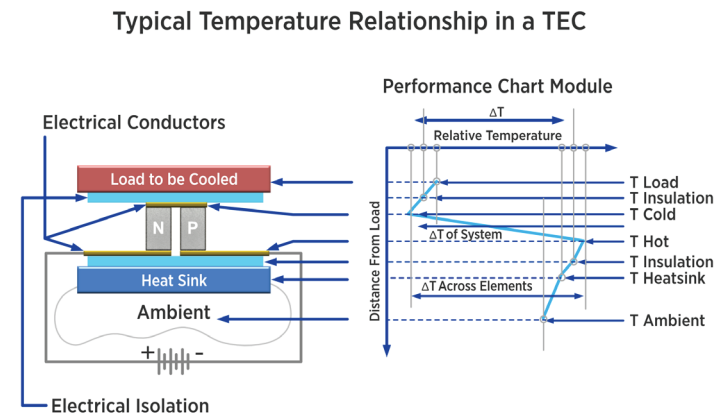 Typical Temperature Relationship in a TEC
Performance Chart Module
ΔT
Relative Temperature
Electrical Conductors
Load to be Cooled
N P
Heat Sink
Ambient
+ -
Electrical Isolation
Distance From Load
ΔT of System
ΔT Across Elements
T Load
T Insulation
T Cold
T Hot
T Insulation
T Heatsink
T Ambient